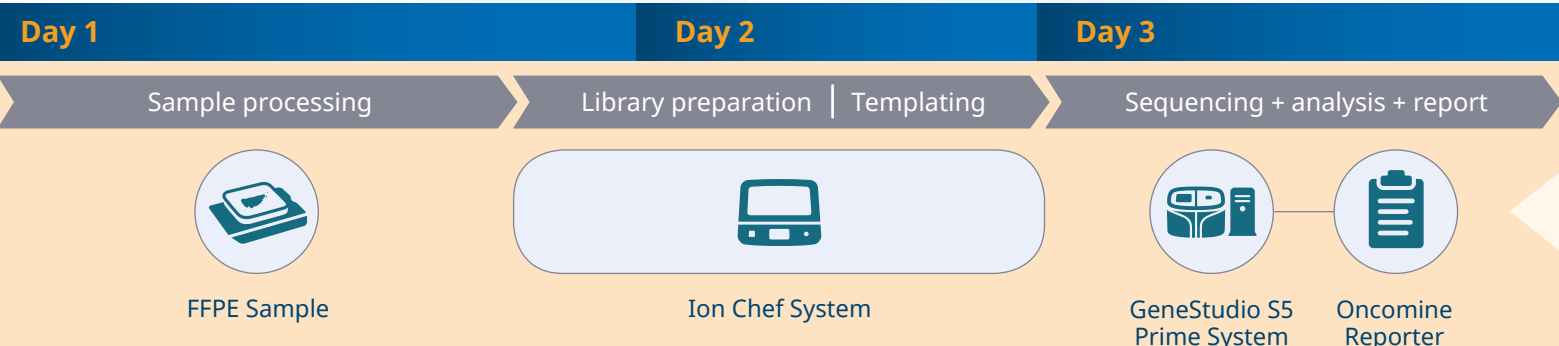 Day 1
Day 2
Day 3
Sample processing
Library preparation | Templating
Sequencing + analysis + report
FFPE Sample
Ion Chef System
GeneStudio S5
Prime System
Oncomine
Reporter